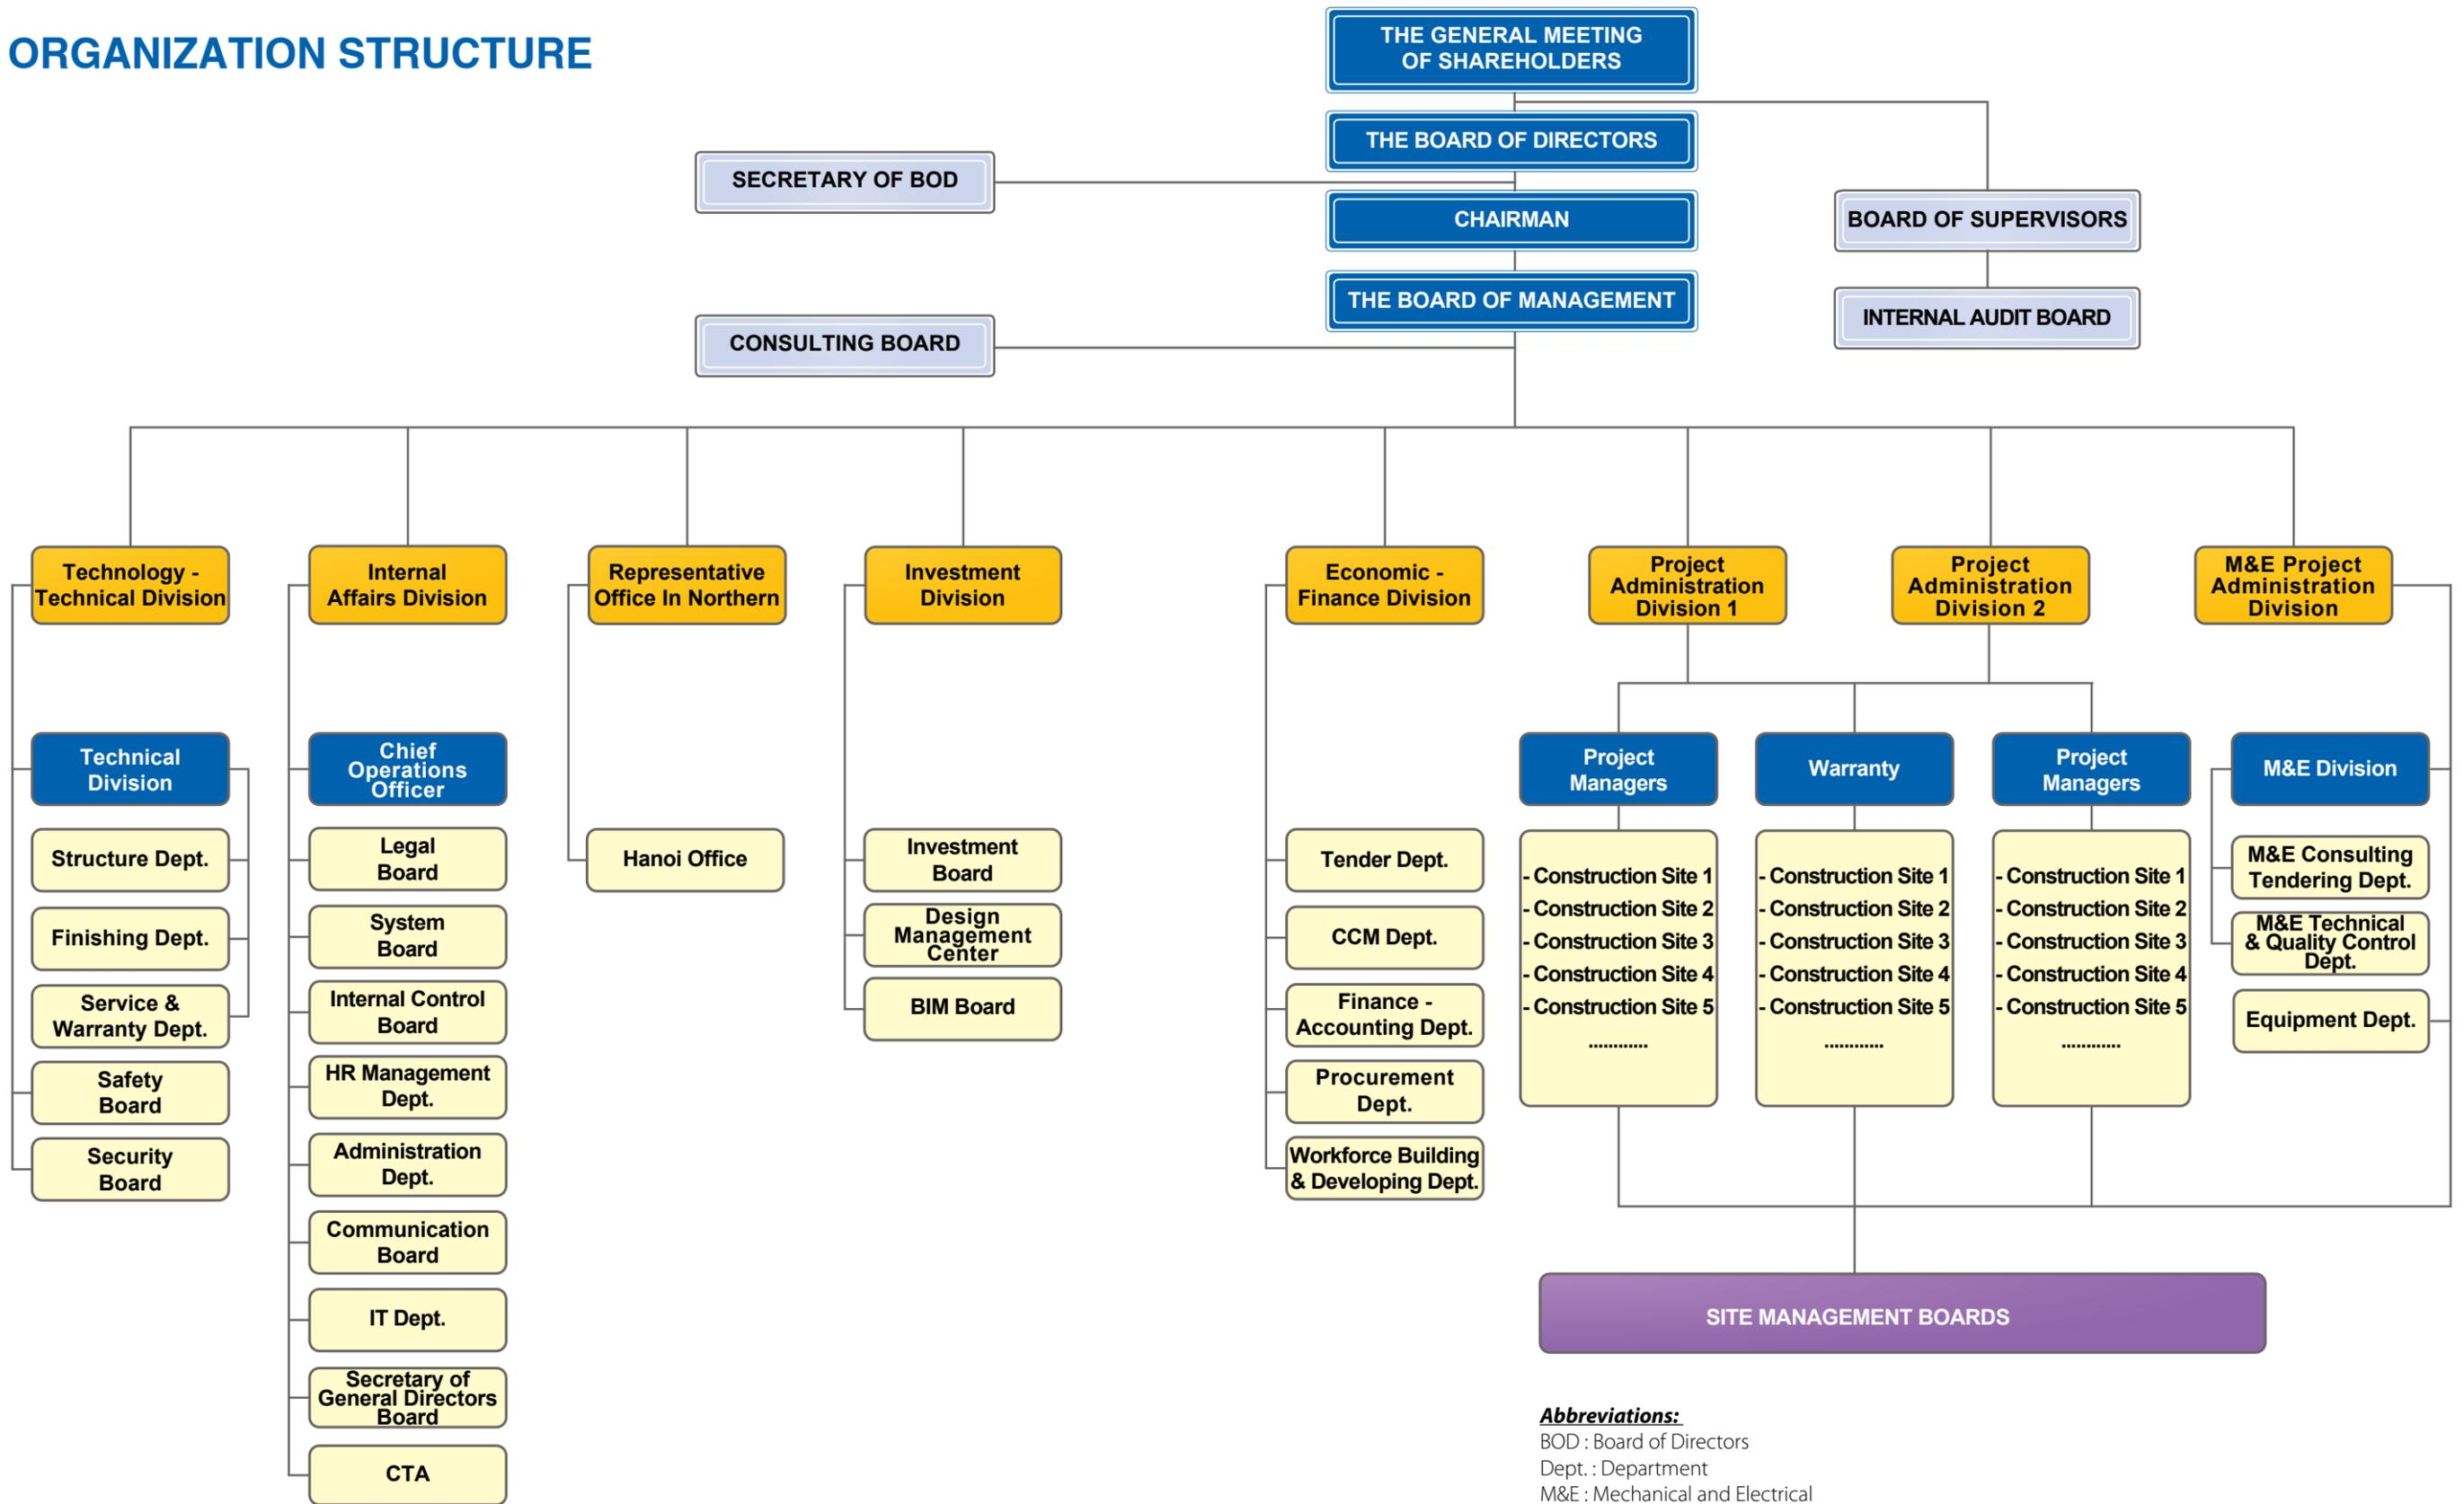 ORGANIZATION STRUCTURE
THE GENERAL MEETING
OF SHAREHOLDERS
THE BOARD OF DIRECTORS
SECRETARY OF BOD
CHAIRMAN
BOARD OF SUPERVISORS
THE BOARD OF MANAGEMENT
INTERNAL AUDIT BOARD
CONSULTING BOARD
Technology -
Technical Division
Internal
Affairs Division
Representative
Office In Northern
Investment
Division
Economic -
Finance Division
Project
Administration
Division 1
Project
Administration
Division 2
M&E Project
Administration
Division
Technical
Division
Structure Dept.
Finishing Dept.
Service &
Warranty Dept.
Safety
Board
Security
Board
Chief
Operations
Officer
Legal
Board
System
Board
Internal Control
Board
HR Management
Dept.
Administration
Dept.
Communication
Board
IT Dept.
Secretary of
General Directors
Board
CTA
Hanoi Office
Investment
Board
Design
Management
Center
BIM Board
Tender Dept.
CCM Dept.
Finance -
Accounting Dept.
Procurement
Dept.
Workforce Building
& Developing Dept.
Project
Managers
- Construction Site 1
- Construction Site 2
- Construction Site 3
- Construction Site 4
- Construction Site 5
............
Warranty
- Construction Site 1
- Construction Site 2
- Construction Site 3
- Construction Site 4
- Construction Site 5
............
Project
Managers
- Construction Site 1
- Construction Site 2
- Construction Site 3
- Construction Site 4
- Construction Site 5
............
M&E Division
M&E Consulting
Tendering Dept.
M&E Technical
& Quality Control
Dept.
Equipment Dept.
SITE MANAGEMENT BOARDS
Abbreviations:
BOD : Board of Directors
Dept. : Department
M&E : Mechanical and Electrical